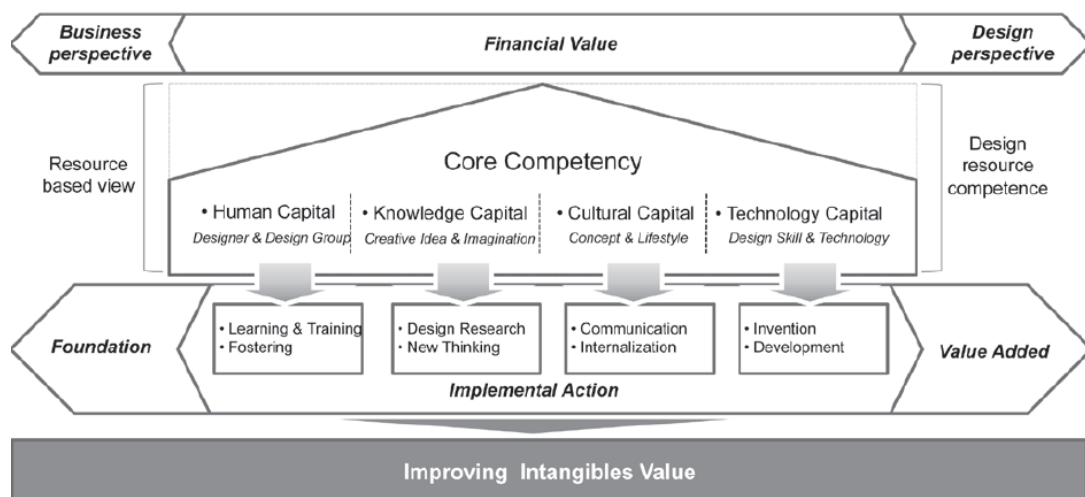 Business
perspective
Financial Value
Design
perspective
Resource
based view
Core Competency
Design
resource
competence
• Human Capital
Designer & Design Group
• Knowledge Capital
Creative Idea & Imagination
• Cultural Capital
Concept & Lifestyle
• Technology Capital
Design Skill & Technology
Foundation
• Learning & Training
• Fostering
• Design Research
• New Thinking
• Communication
• Internalization
• Invention
• Development
Value Added
Implemental Action
Improving Intangibles Value